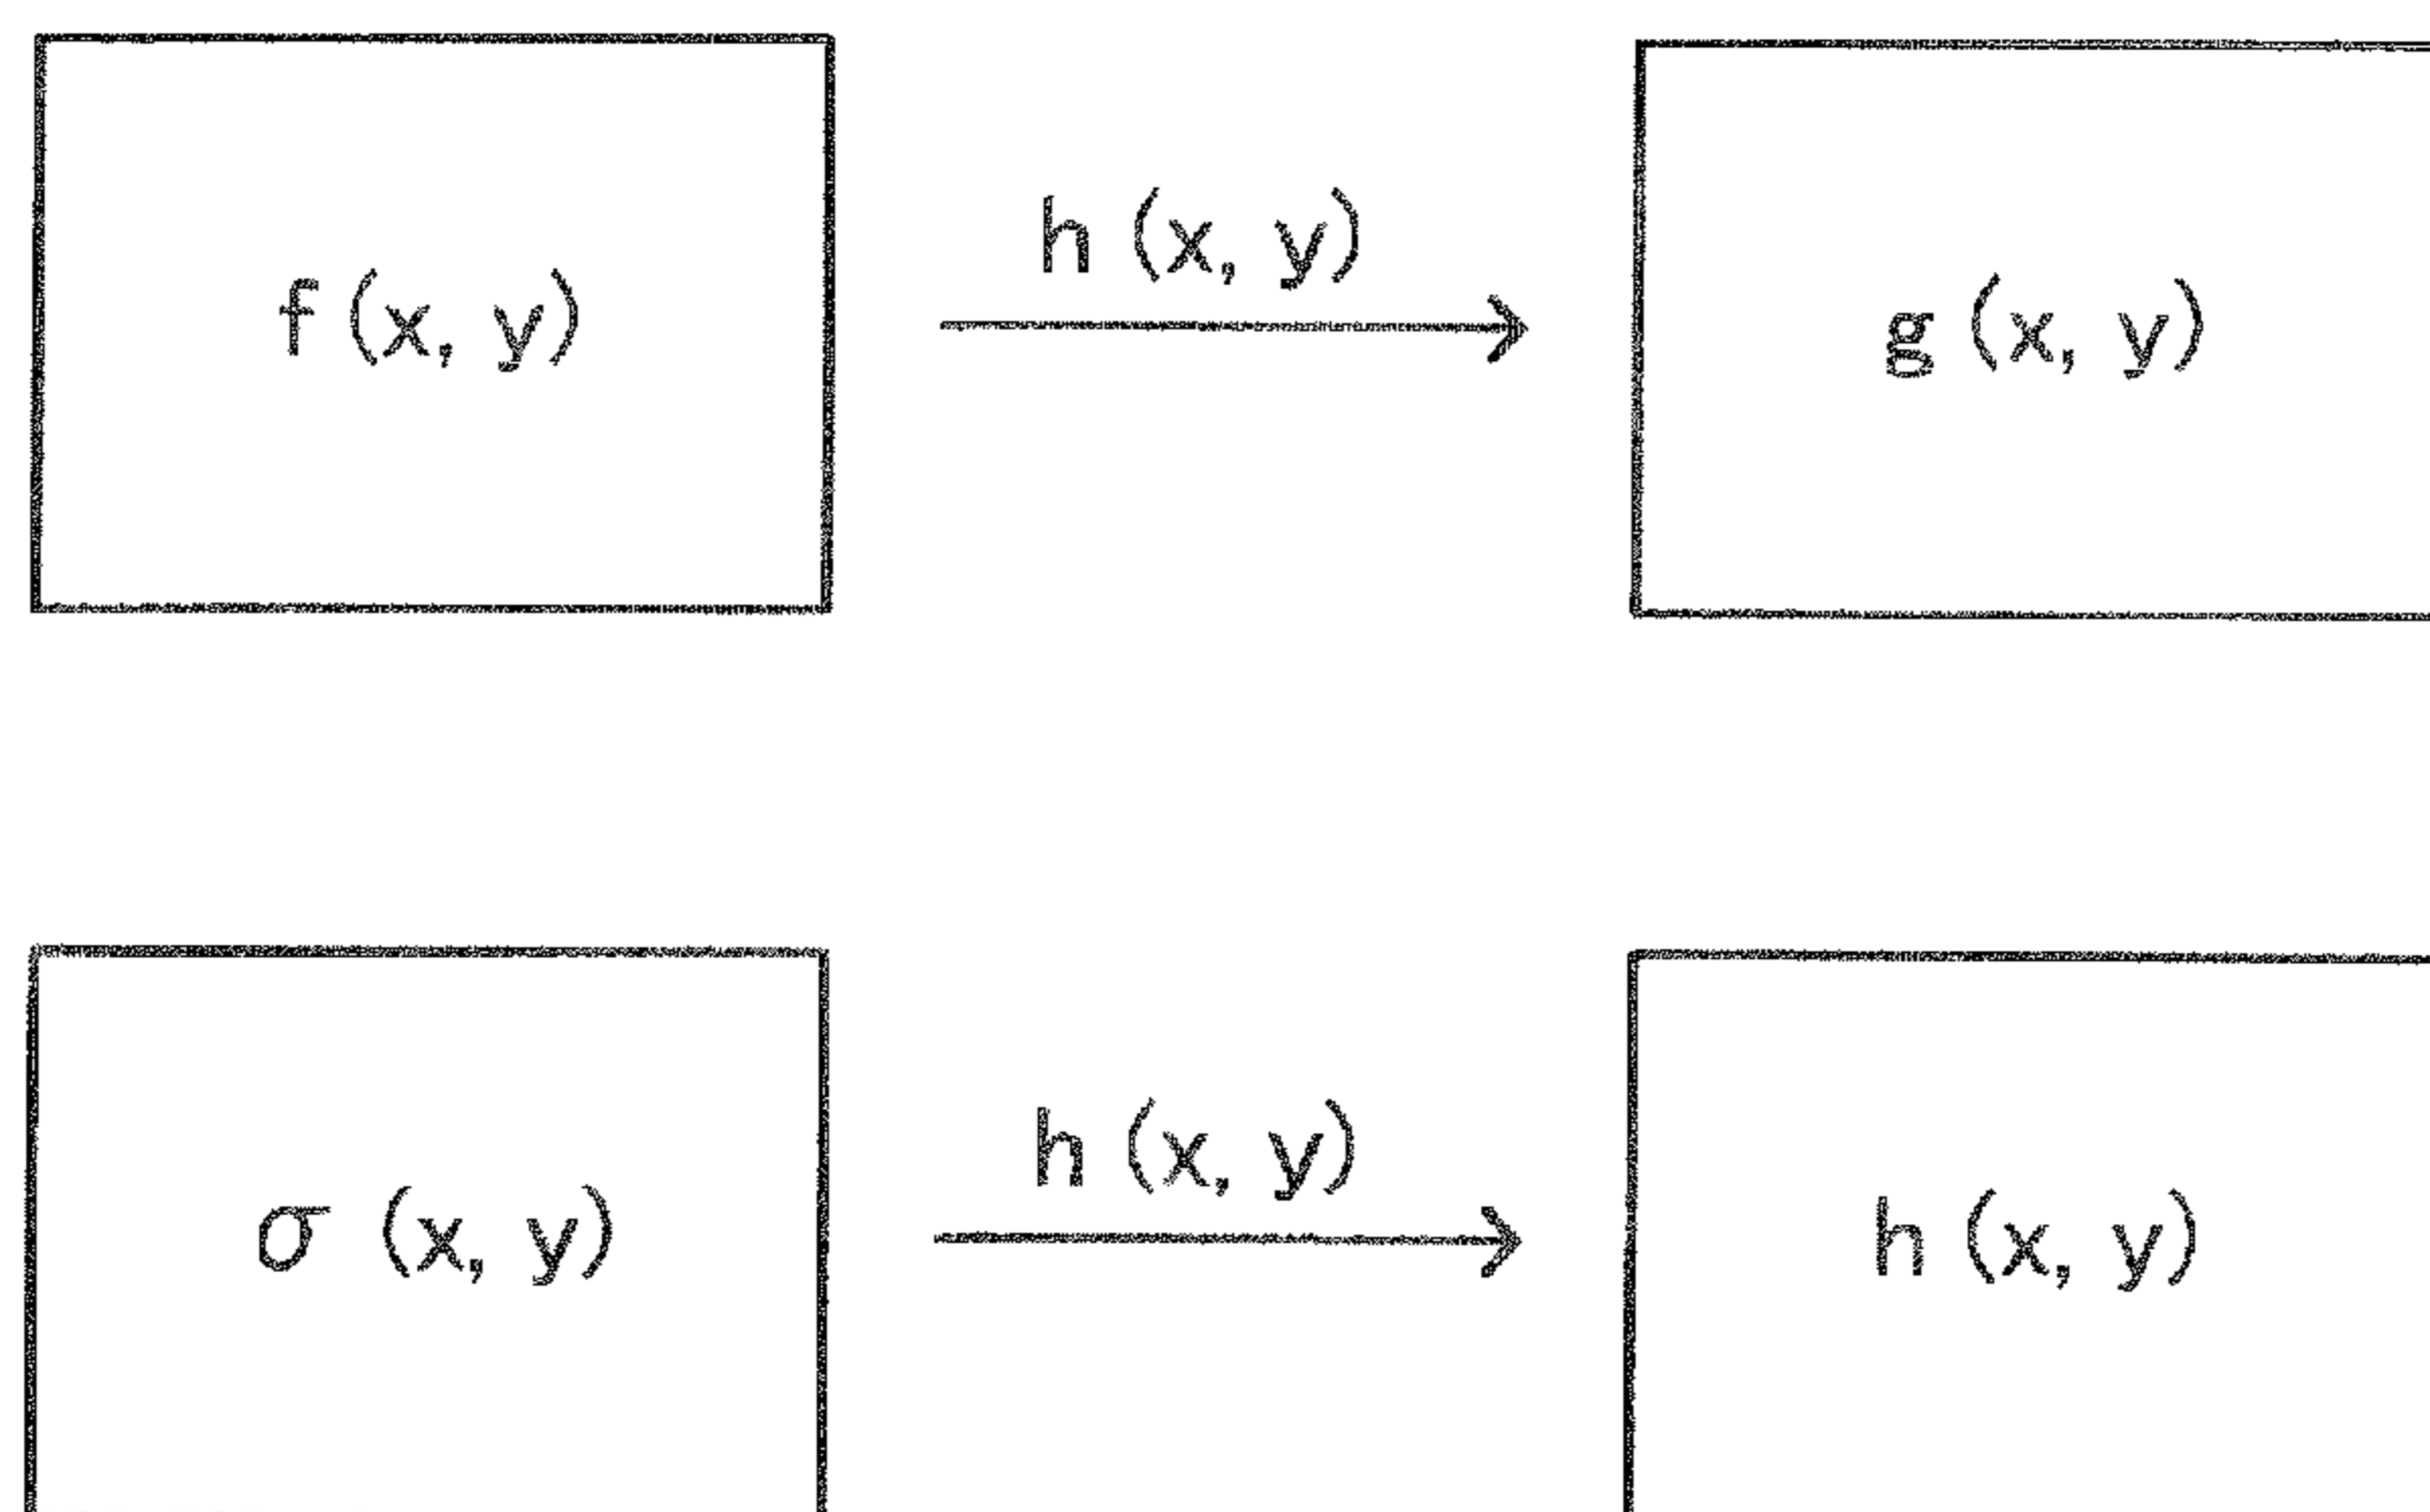 f (x, y)
h (x, y)
g (x, y)
σ (x, y)
h (x, y)
h (x, y)